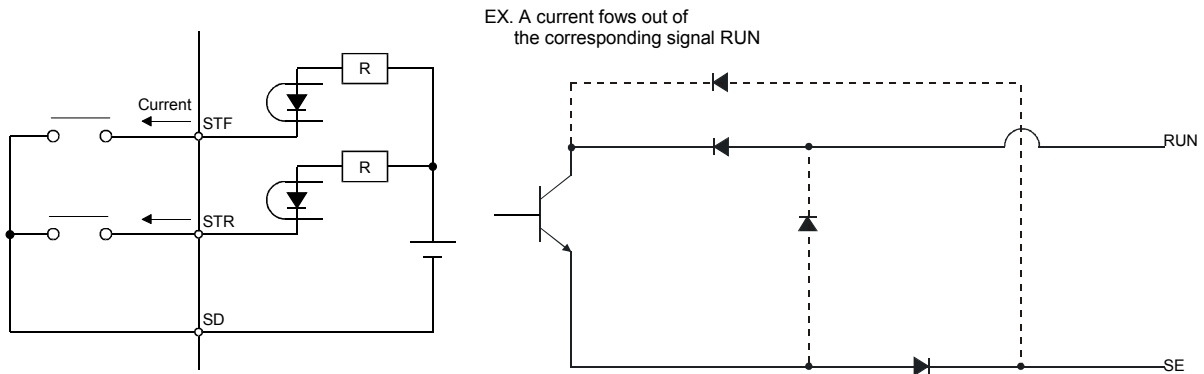 EX. A current fows out of
the corresponding signal RUN
R
Current
STF
R
STR
SD
RUN
SE